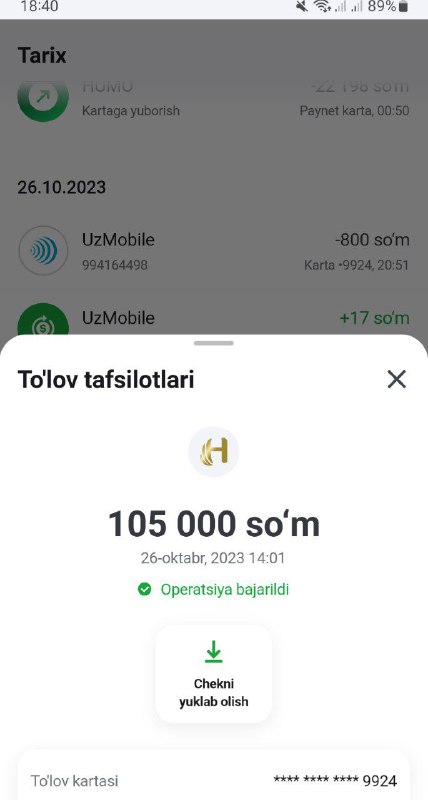 18:40 89%
Tarix
HUMO -22 198 so'm
Kartaga yuborish Paynet karta, 00:50
26.10.2023
UzMobile -800 so‘m
994164498 Karta •9924, 20:51
UzMobile +17 so‘m
To'lov tafsilotlari
H
105 000 so‘m
26-oktabr, 2023 14:01
Operatsiya bajarildi
Chekni
yuklab olish
To'lov kartasi **** **** **** 9924